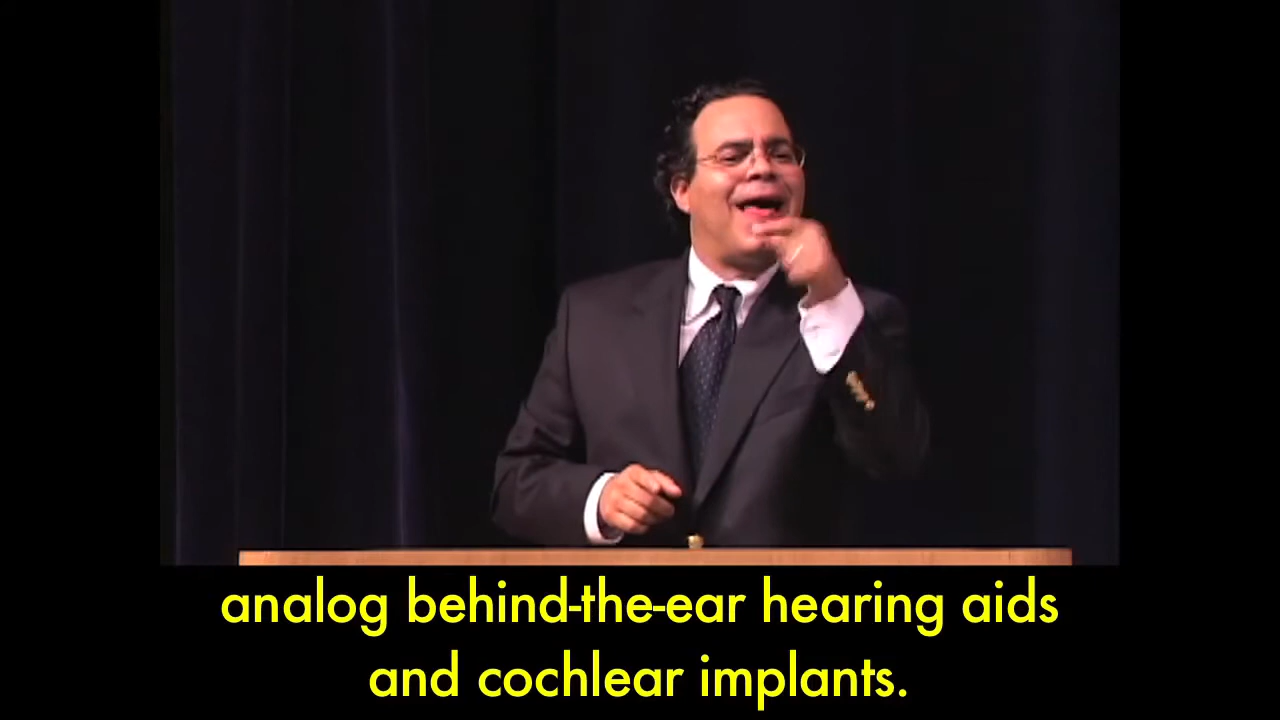 analog behind-the-ear hearing aids
and cochlear implants.